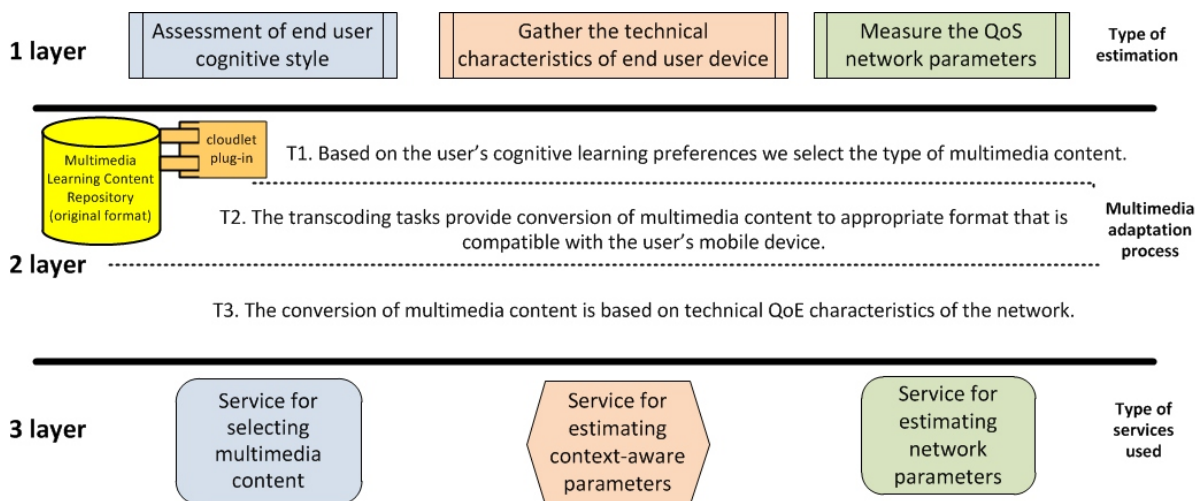 1 layer
Assessment of end user
cognitive style
Gather the technical
characteristics of end user device
Measure the QoS
network parameters
Type of
estimation
Multimedia
Learning Content
Repository
(original format)
cloudlet
plug-in
T1. Based on the user's cognitive learning preferences we select the type of multimedia content.
T2. The transcoding tasks provide conversion of multimedia content to appropriate format that is
compatible with the user's mobile device.
Multimedia
adaptation
process
2 layer
T3. The conversion of multimedia content is based on technical QoE characteristics of the network.
3 layer
Service for
selecting
multimedia
content
Service for
estimating
context-aware
parameters
Service for
estimating
network
parameters
Type of
services
used